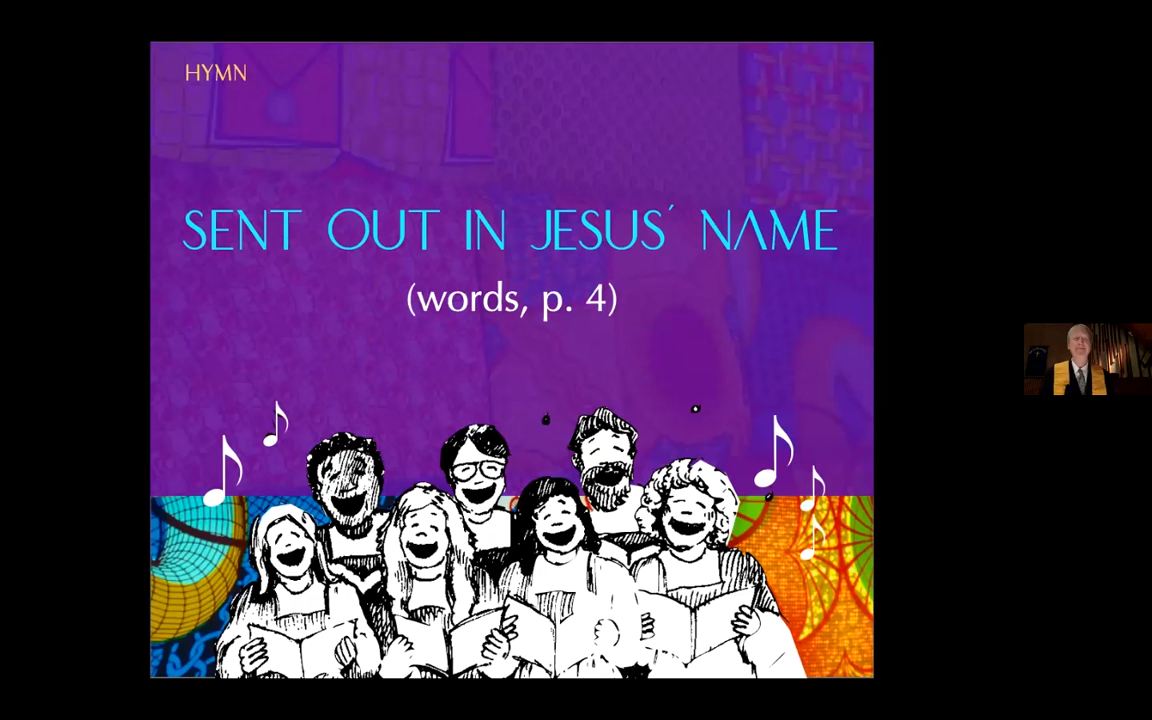 HYMN
SENT OUT IN JESUS´ NAME
(words, p. 4)